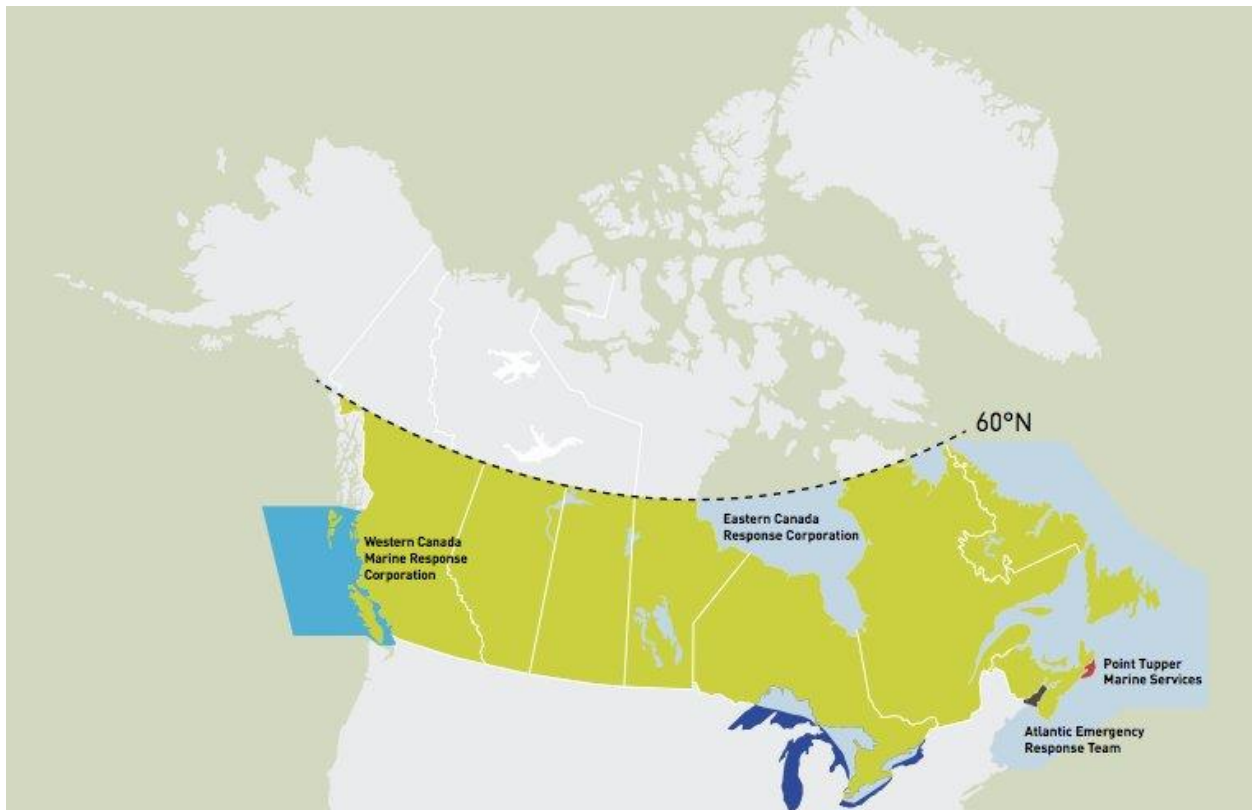 60°N
Western Canada
Marine Response
Corporation
Eastern Canada
Response Corporation
Point Tupper
Marine Services
Atlantic Emergency
Response Team